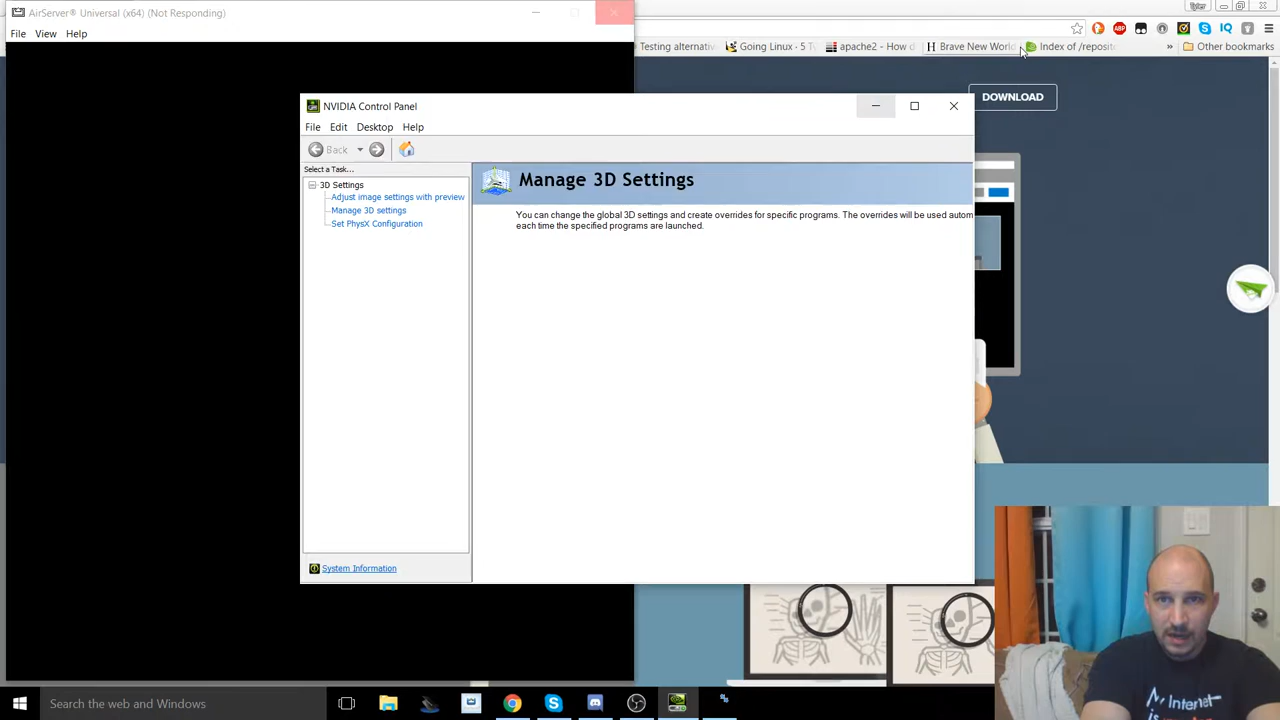 AirServer® Universal (x64) (Not Responding)
Tyler
File View Help
Testing alternativ
Going Linux · 5 T
apache2 - How d
Brave New World
Index of /reposito
»
Other bookmarks
DOWNLOAD
NVIDIA Control Panel
File Edit Desktop Help
Back
Select a Task...
3D Settings
Adjust image settings with preview
Manage 3D settings
Set PhysX Configuration
System Information
Manage 3D Settings
You can change the global 3D settings and create overrides for specific programs. The overrides will be used autom
each time the specified programs are launched.
Internet
Search the web and Windows